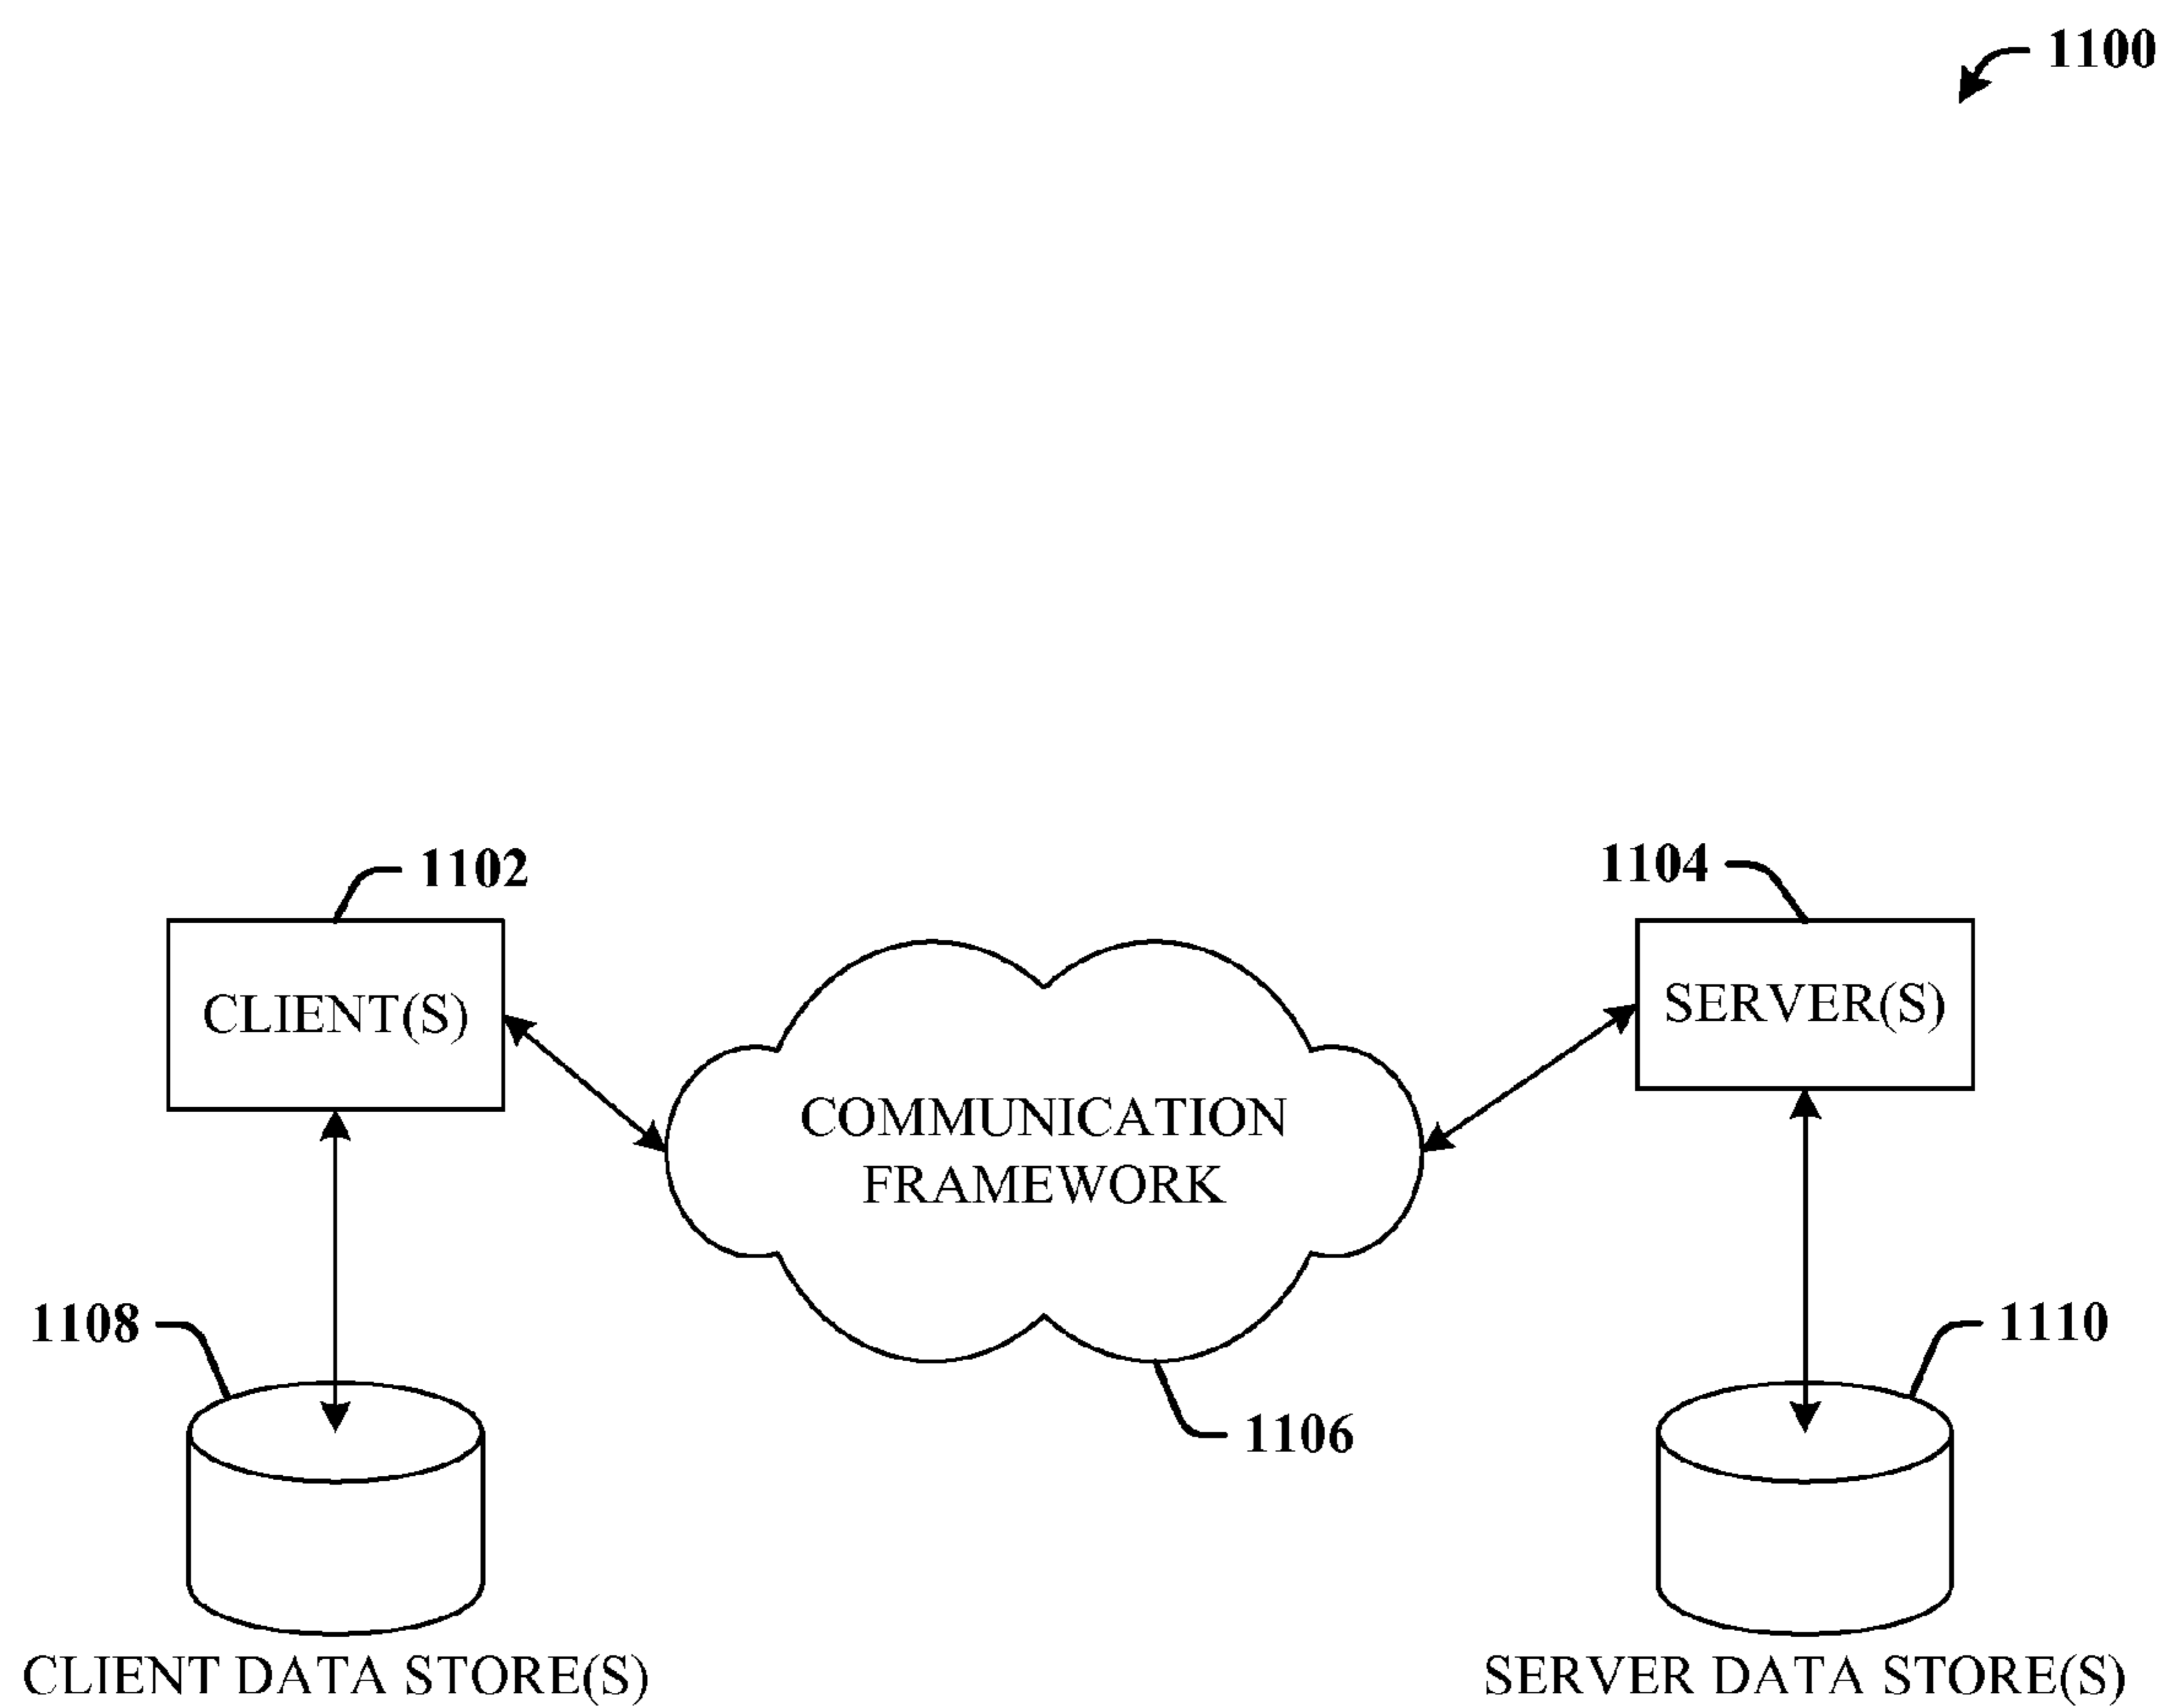 1100
1102
1104
CLIENT(S)
SERVER(S)
COMMUNICATION
FRAMEWORK
1108
1110
1106
CLIENT DATA STORE(S)
SERVER DATA STORE(S)